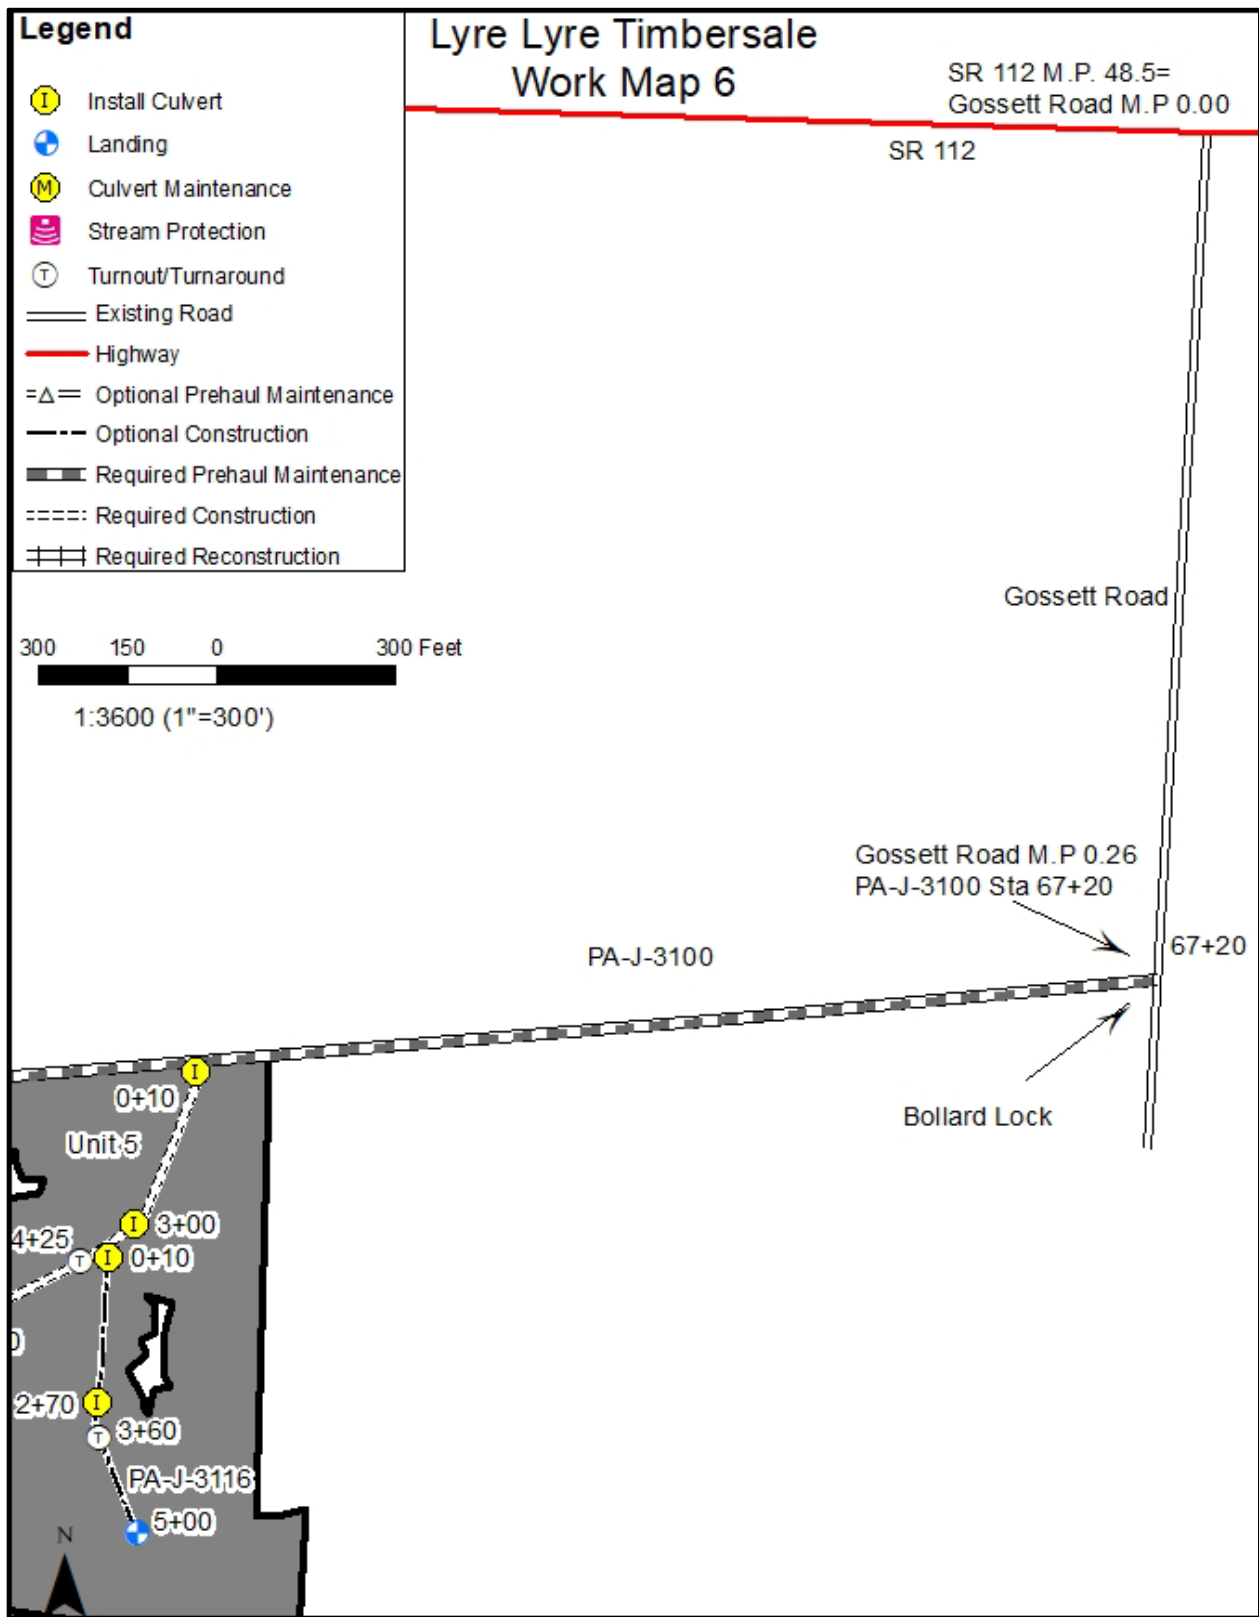 Legend
I Install Culvert
Landing
M Culvert Maintenance
Stream Protection
T Turnout/Turnaround
Existing Road
Highway
Optional Prehaul Maintenance
Optional Construction
Required Prehaul Maintenance
Required Construction
Required Reconstruction
Lyre Lyre Timbersale
Work Map 6
SR 112 M.P. 48.5=
Gossett Road M.P 0.00
SR 112
Gossett Road
300 150 0 300 Feet
1:3600 (1"=300')
Gossett Road M.P 0.26
PA-J-3100 Sta 67+20
67+20
PA-J-3100
Bollard Lock
I
0+10
Unit 5
I 3+00
4+25
T I 0+10
2+70 I
T 3+60
PA-J-3116
5+00
N